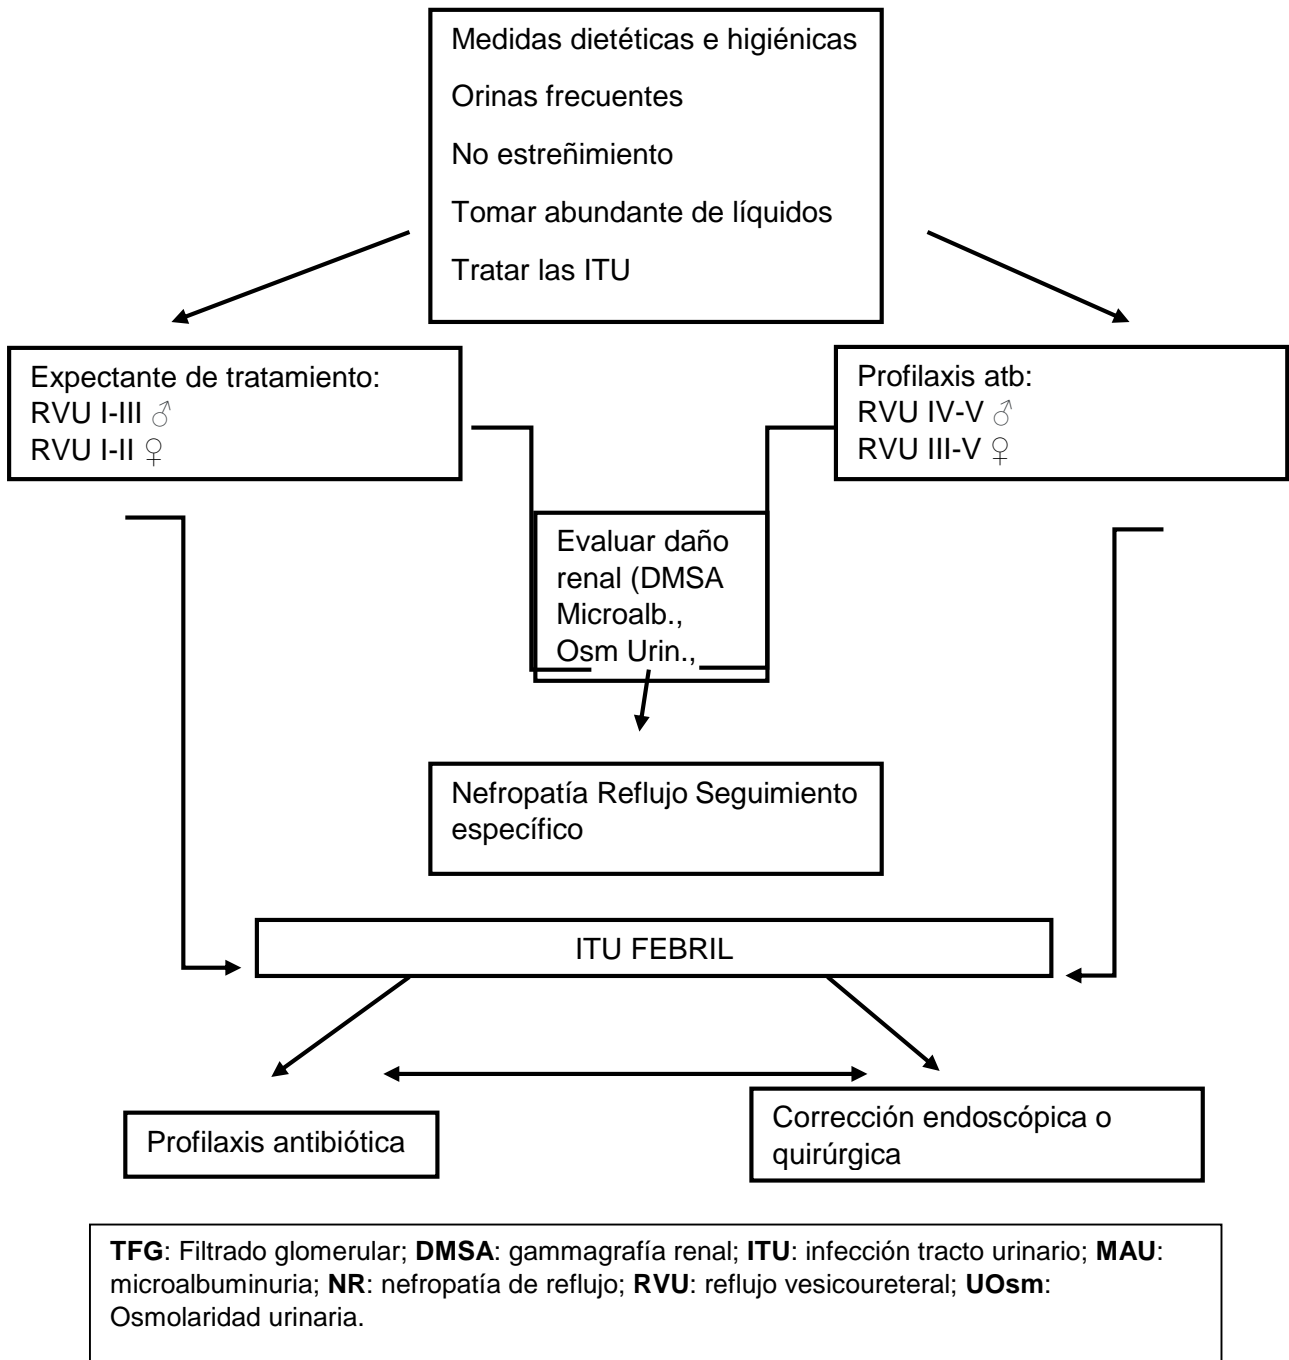 Medidas dietéticas e higiénicas
Orinas frecuentes
No estreñimiento
Tomar abundante de líquidos
Tratar las ITU
Expectante de tratamiento:
RVU I-III ♂
RVU I-II ♀
Profilaxis atb:
RVU IV-V ♂
RVU III-V ♀
Evaluar daño
renal (DMSA
Microalb.,
Osm Urin.,
Nefropatía Reflujo Seguimiento
específico
ITU FEBRIL
Profilaxis antibiótica
Corrección endoscópica o
quirúrgica
TFG: Filtrado glomerular; DMSA: gammagrafía renal; ITU: infección tracto urinario; MAU:
microalbuminuria; NR: nefropatía de reflujo; RVU: reflujo vesicoureteral; UOsm:
Osmolaridad urinaria.